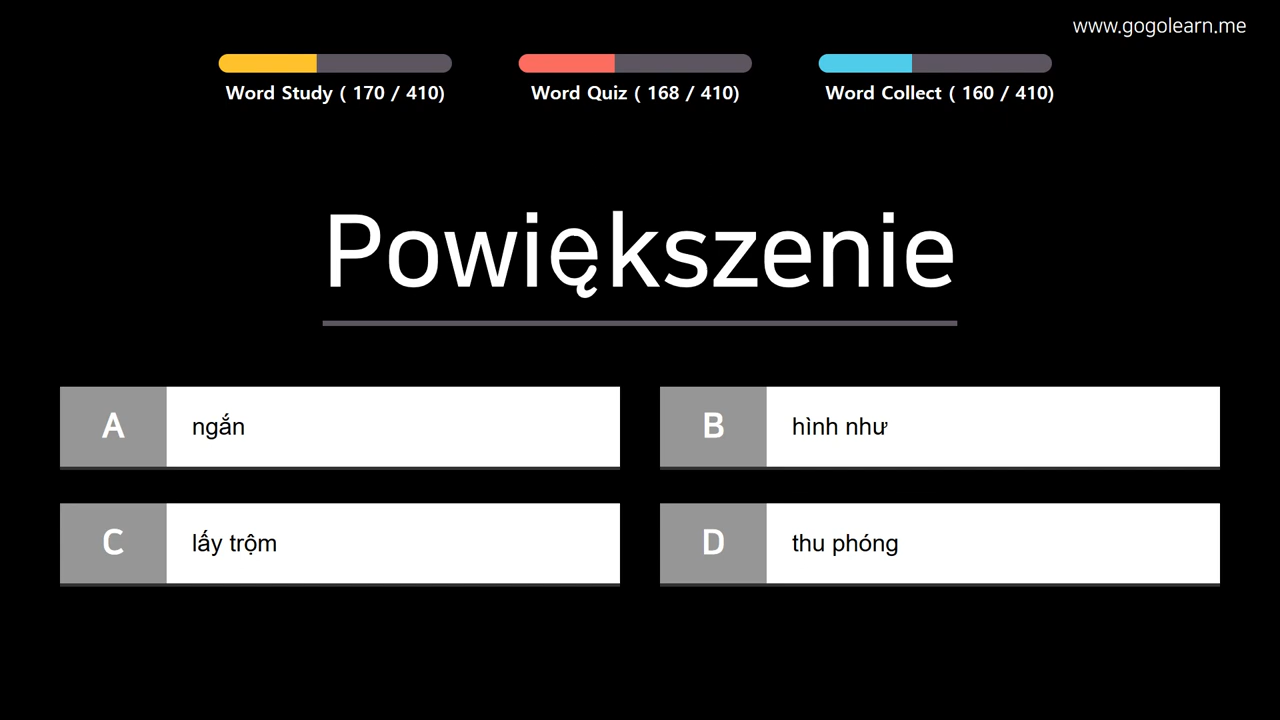 www.gogolearn.me
Word Study ( 170 / 410)
Word Quiz ( 168 / 410)
Word Collect ( 160 / 410)
Powiększenie
A ngắn
B hình như
C lấy trộm
D thu phóng